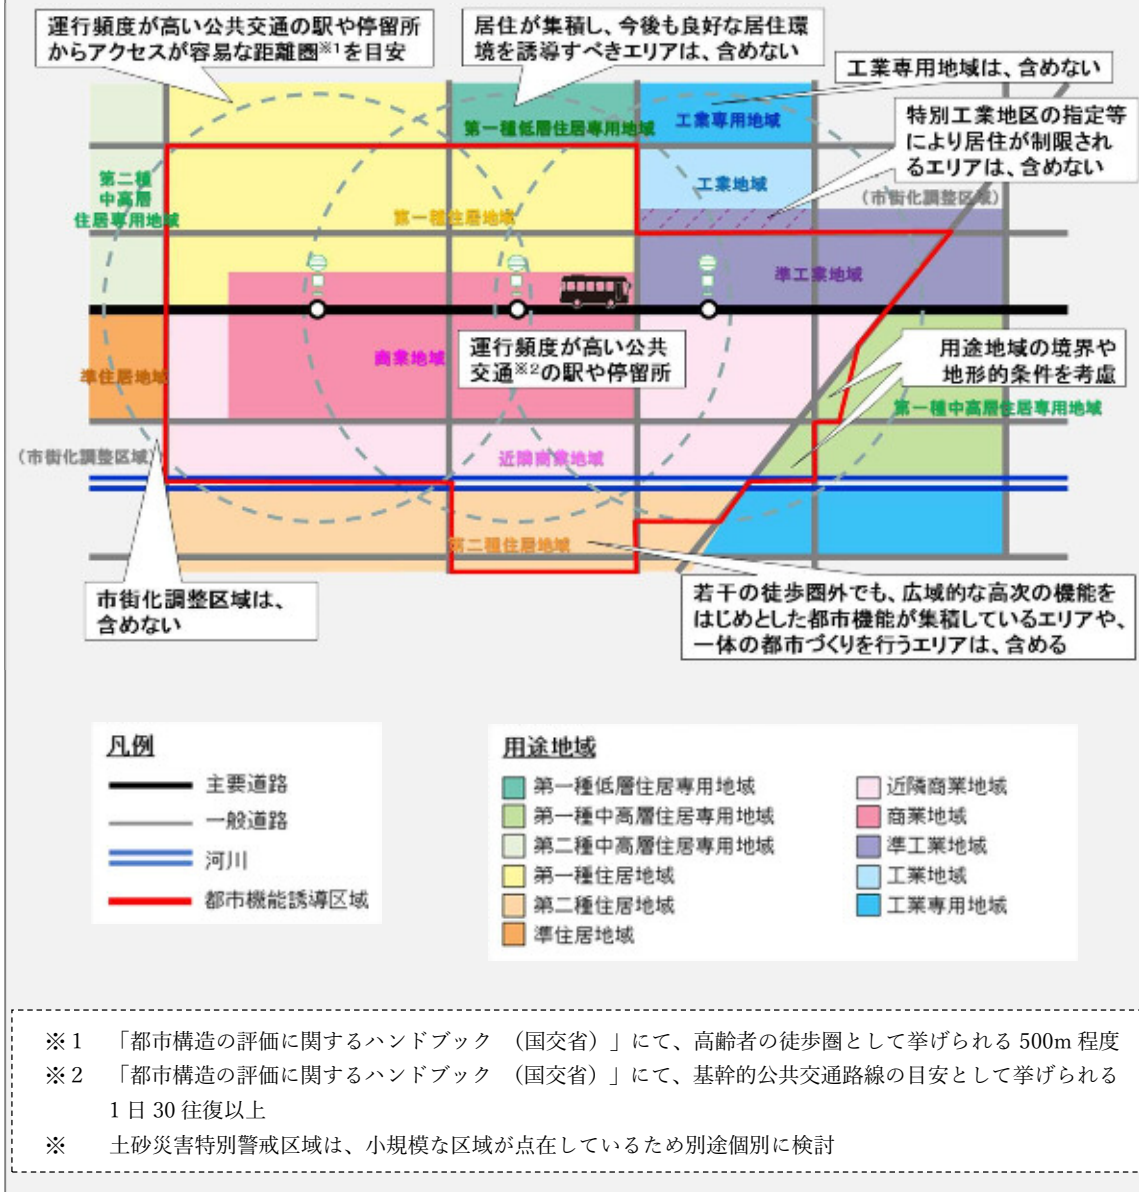 運行頻度が高い公共交通の駅や停留所
からアクセスが容易な距離圏※1を目安
居住が集積し、今後も良好な居住環
境を誘導すべきエリアは、含めない
工業専用地域は、含めない
特別工業地区の指定等
により居住が制限され
るエリアは、含めない
第一種低層住居専用地域
工業専用地域
工業地域
(市街化調整区域)
第二種
中高層
住居専用地域
第一種住居地域
準工業地域
商業地域
運行頻度が高い公共
交通※2の駅や停留所
用途地域の境界や
地形的条件を考慮
準住居地域
第一種中高層住居専用地域
(市街化調整区域)
近隣商業地域
第二種住居地域
市街化調整区域は、
含めない
若干の徒歩圏外でも、広域的な高次の機能を
はじめとした都市機能が集積しているエリアや、
一体の都市づくりを行うエリアは、含める
凡例
主要道路
一般道路
河川
都市機能誘導区域
用途地域
第一種低層住居専用地域
第一種中高層住居専用地域
第二種中高層住居専用地域
第一種住居地域
第二種住居地域
準住居地域
近隣商業地域
商業地域
準工業地域
工業地域
工業専用地域
※1 「都市構造の評価に関するハンドブック (国交省)」にて、高齢者の徒歩圏として挙げられる 500m 程度
※2 「都市構造の評価に関するハンドブック (国交省)」にて、基幹的公共交通路線の目安として挙げられる
1 日 30 往復以上
※ 土砂災害特別警戒区域は、小規模な区域が点在しているため別途個別に検討